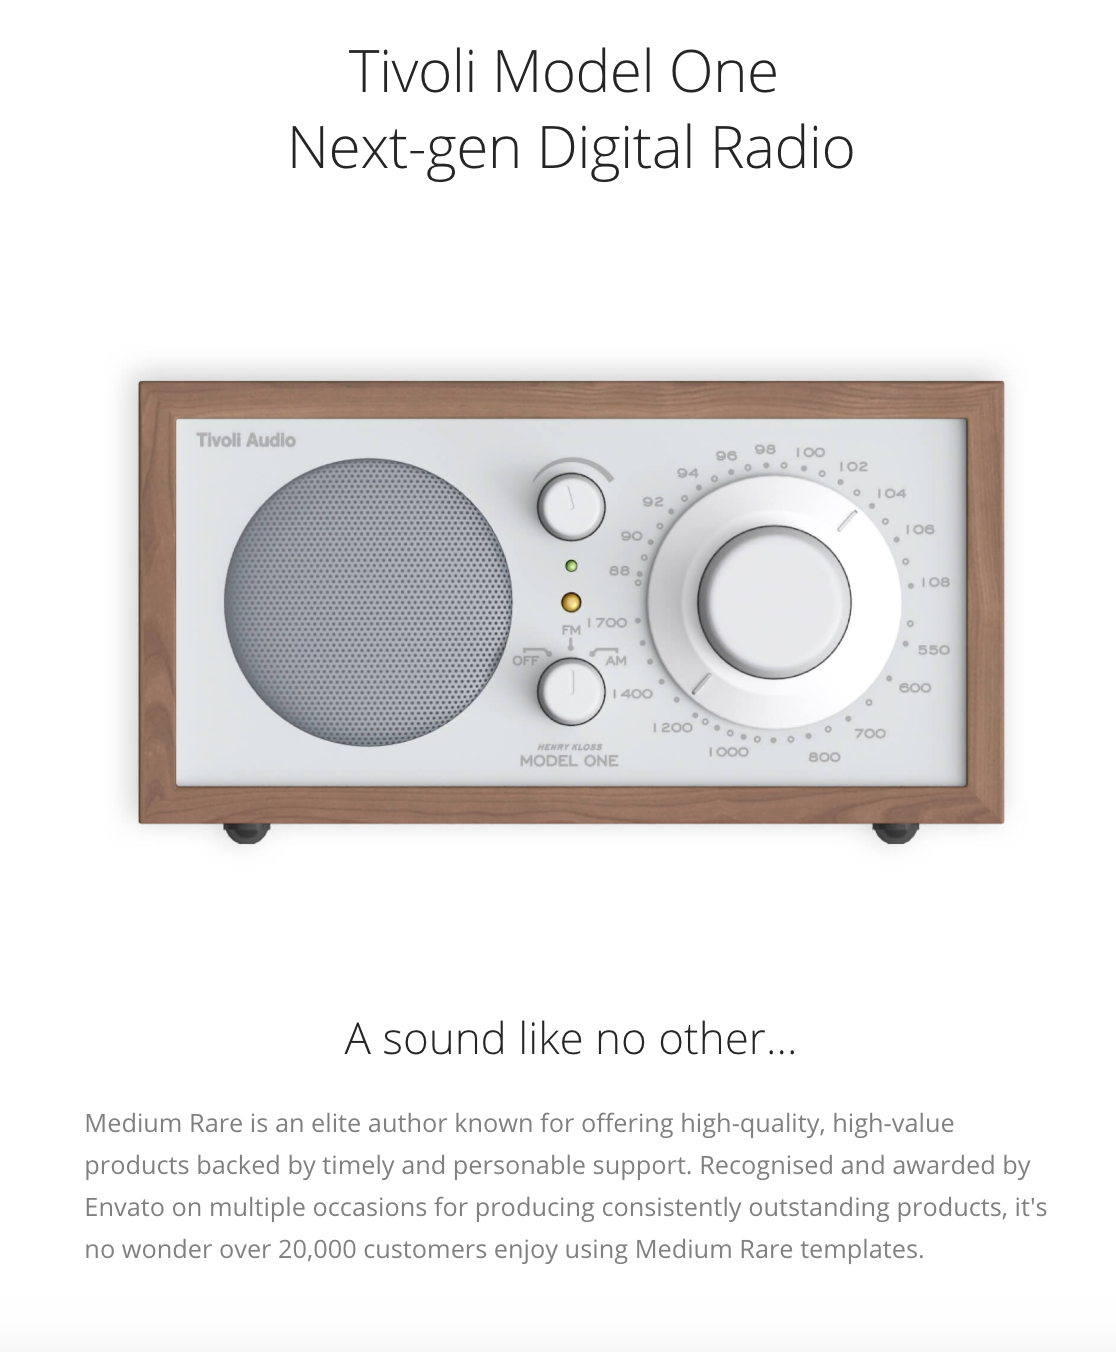 Tivoli Model One
Next-gen Digital Radio
Tivoli Audio
96 98 100
94 102
92 104
90 106
88 108
FM 1700
OFF AM 550
1400 600
1200 700
1000 800
HENRY KLOSS
MODEL ONE
A sound like no other...
Medium Rare is an elite author known for offering high-quality, high-value
products backed by timely and personable support. Recognised and awarded by
Envato on multiple occasions for producing consistently outstanding products, it's
no wonder over 20,000 customers enjoy using Medium Rare templates.